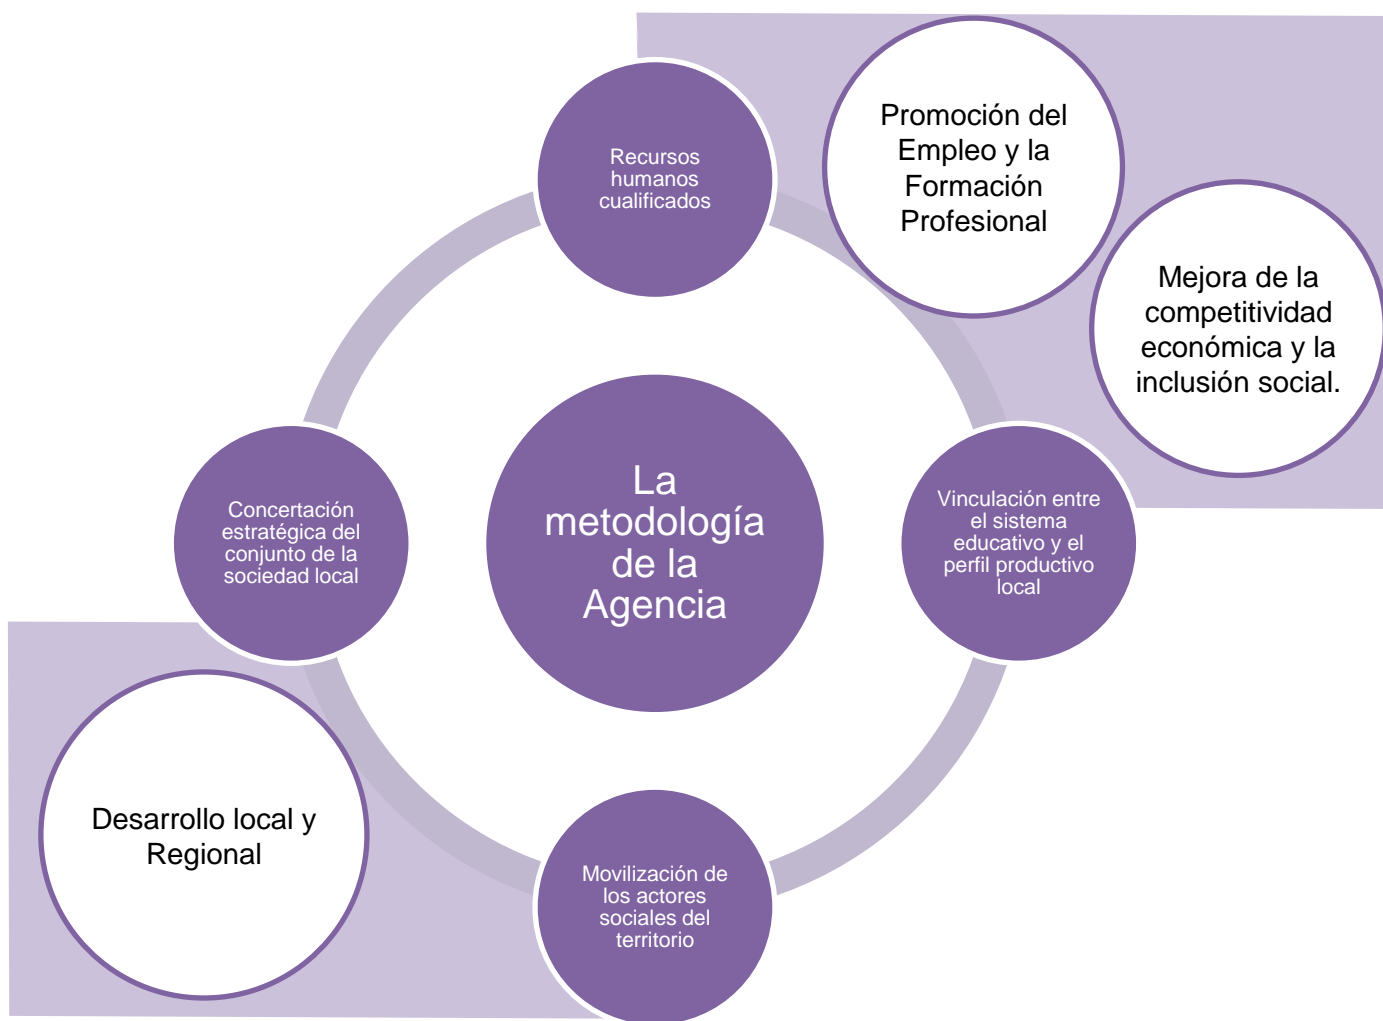 Recursos
humanos
cualificados
Promoción del
Empleo y la
Formación
Profesional
Mejora de la
competitividad
económica y la
inclusión social.
La
metodología
de la
Agencia
Vinculación entre
el sistema
educativo y el
perfil productivo
local
Concertación
estratégica del
conjunto de la
sociedad local
Desarrollo local y
Regional
Movilización de
los actores
sociales del
territorio